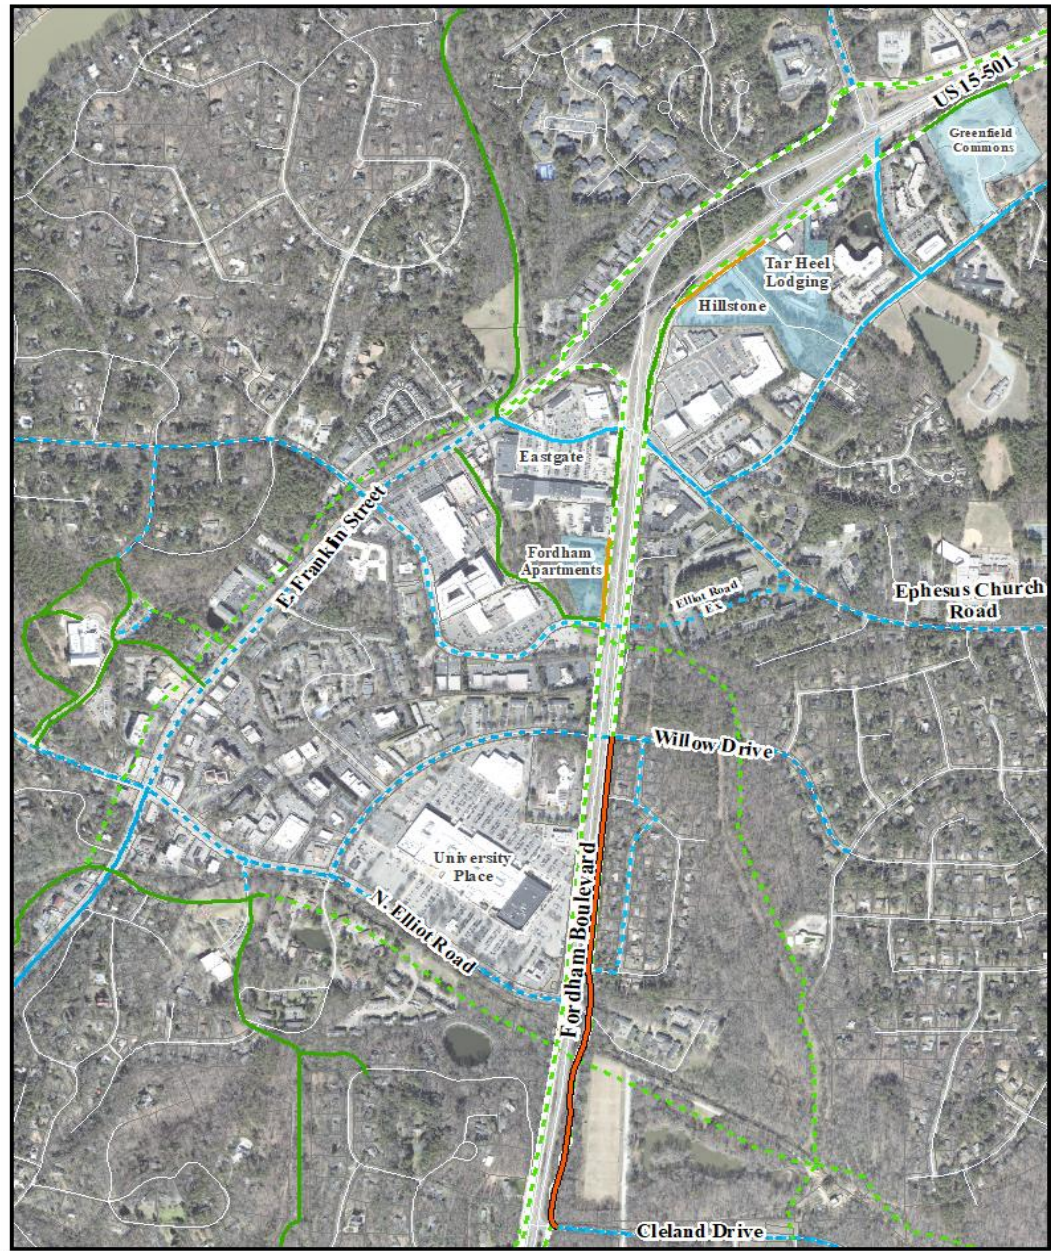 US 15-501
Greenfield
Commons
Tar Heel
Lodging
Hillstone
Eastgate
E. Franklin Street
Fordham
Apartments
Elliot Road
Ex
Ephesus Church
Road
Willow Drive
University
Place
Fordham Boulevard
N. Elliot Road
Cleland Drive